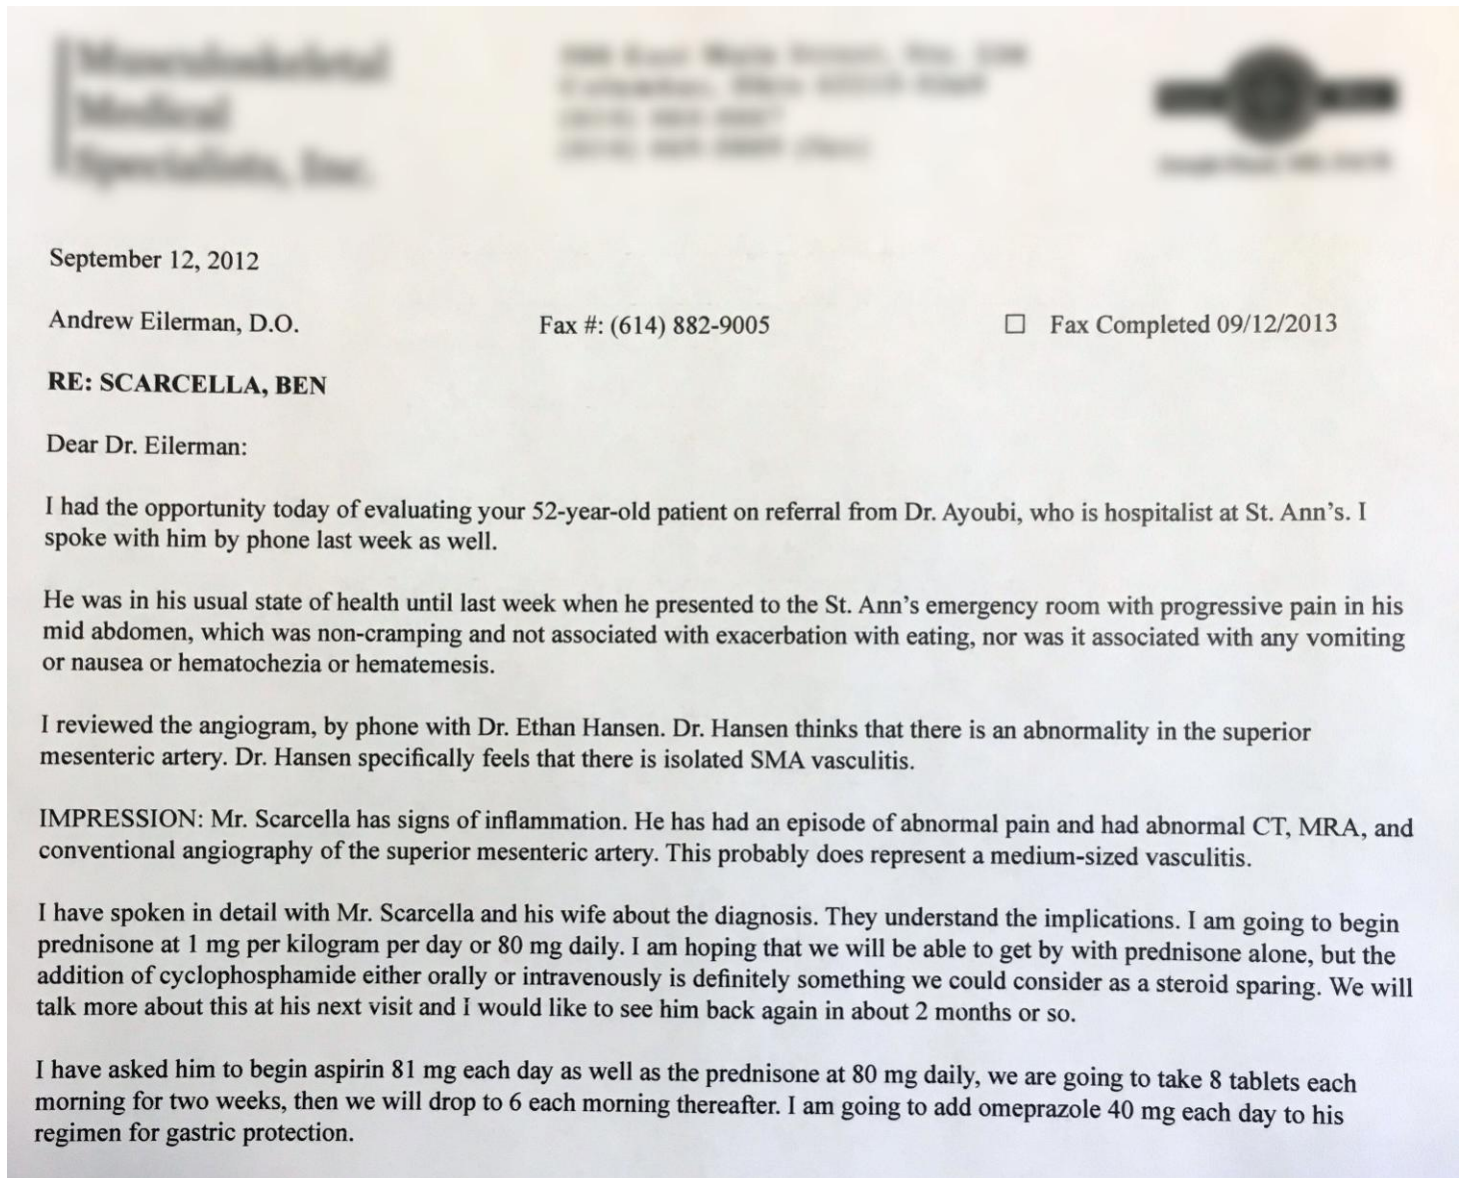 Musculoskeletal
Medical
Specialists, Inc.
September 12, 2012
Andrew Eilerman, D.O. Fax #: (614) 882-9005 ☐ Fax Completed 09/12/2013
RE: SCARCELLA, BEN
Dear Dr. Eilerman:
I had the opportunity today of evaluating your 52-year-old patient on referral from Dr. Ayoubi, who is hospitalist at St. Ann’s. I
spoke with him by phone last week as well.
He was in his usual state of health until last week when he presented to the St. Ann’s emergency room with progressive pain in his
mid abdomen, which was non-cramping and not associated with exacerbation with eating, nor was it associated with any vomiting
or nausea or hematochezia or hematemesis.
I reviewed the angiogram, by phone with Dr. Ethan Hansen. Dr. Hansen thinks that there is an abnormality in the superior
mesenteric artery. Dr. Hansen specifically feels that there is isolated SMA vasculitis.
IMPRESSION: Mr. Scarcella has signs of inflammation. He has had an episode of abnormal pain and had abnormal CT, MRA, and
conventional angiography of the superior mesenteric artery. This probably does represent a medium-sized vasculitis.
I have spoken in detail with Mr. Scarcella and his wife about the diagnosis. They understand the implications. I am going to begin
prednisone at 1 mg per kilogram per day or 80 mg daily. I am hoping that we will be able to get by with prednisone alone, but the
addition of cyclophosphamide either orally or intravenously is definitely something we could consider as a steroid sparing. We will
talk more about this at his next visit and I would like to see him back again in about 2 months or so.
I have asked him to begin aspirin 81 mg each day as well as the prednisone at 80 mg daily, we are going to take 8 tablets each
morning for two weeks, then we will drop to 6 each morning thereafter. I am going to add omeprazole 40 mg each day to his
regimen for gastric protection.